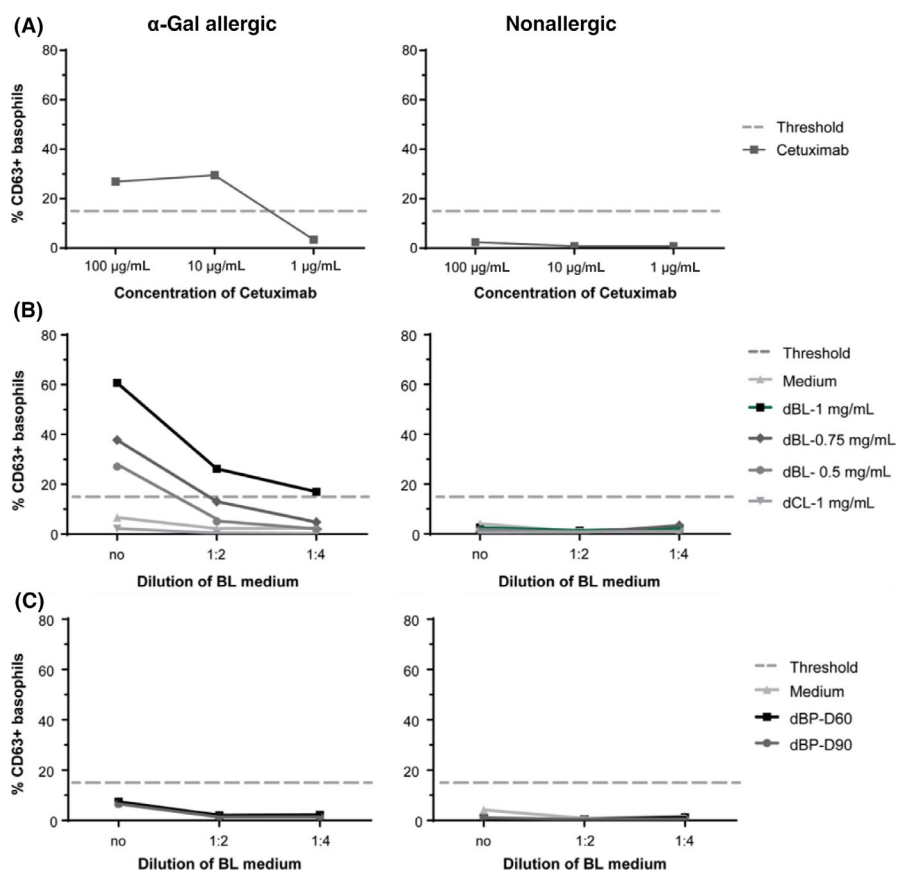 (A)
α-Gal allergic
Nonallergic
% CD63+ basophils
80
60
40
20
0
100 µg/mL
10 µg/mL
1 µg/mL
Concentration of Cetuximab
80
60
40
20
0
100 µg/mL
10 µg/mL
1 µg/mL
Concentration of Cetuximab
Threshold
Cetuximab
(B)
% CD63+ basophils
80
60
40
20
0
no
1:2
1:4
Dilution of BL medium
80
60
40
20
0
no
1:2
1:4
Dilution of BL medium
Threshold
Medium
dBL-1 mg/mL
dBL-0.75 mg/mL
dBL- 0.5 mg/mL
dCL-1 mg/mL
(C)
% CD63+ basophils
80
60
40
20
0
no
1:2
1:4
Dilution of BL medium
80
60
40
20
0
no
1:2
1:4
Dilution of BL medium
Threshold
Medium
dBP-D60
dBP-D90